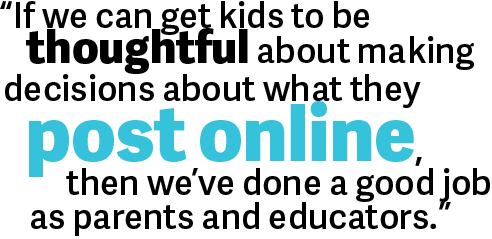 “If we can get kids to be
thoughtful about making
decisions about what they
post online,
then we’ve done a good job
as parents and educators.”